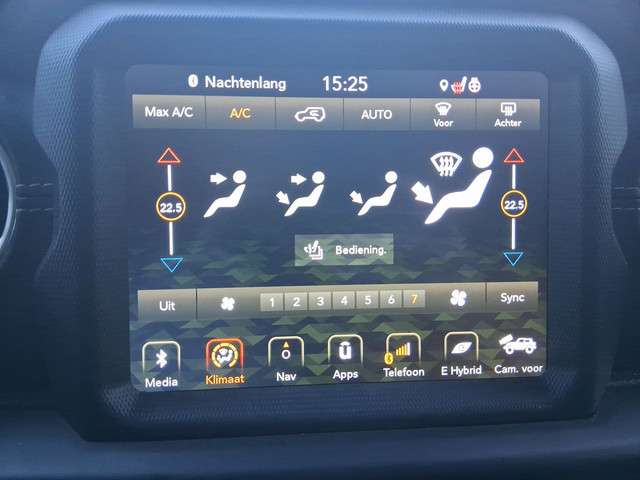 Nachtenlang 15:25
Max A/C A/C AUTO Voor Achter
22.5 22.5
Bediening.
Uit 1 2 3 4 5 6 7 Sync
Media Klimaat Nav Apps Telefoon E Hybrid Cam. voor